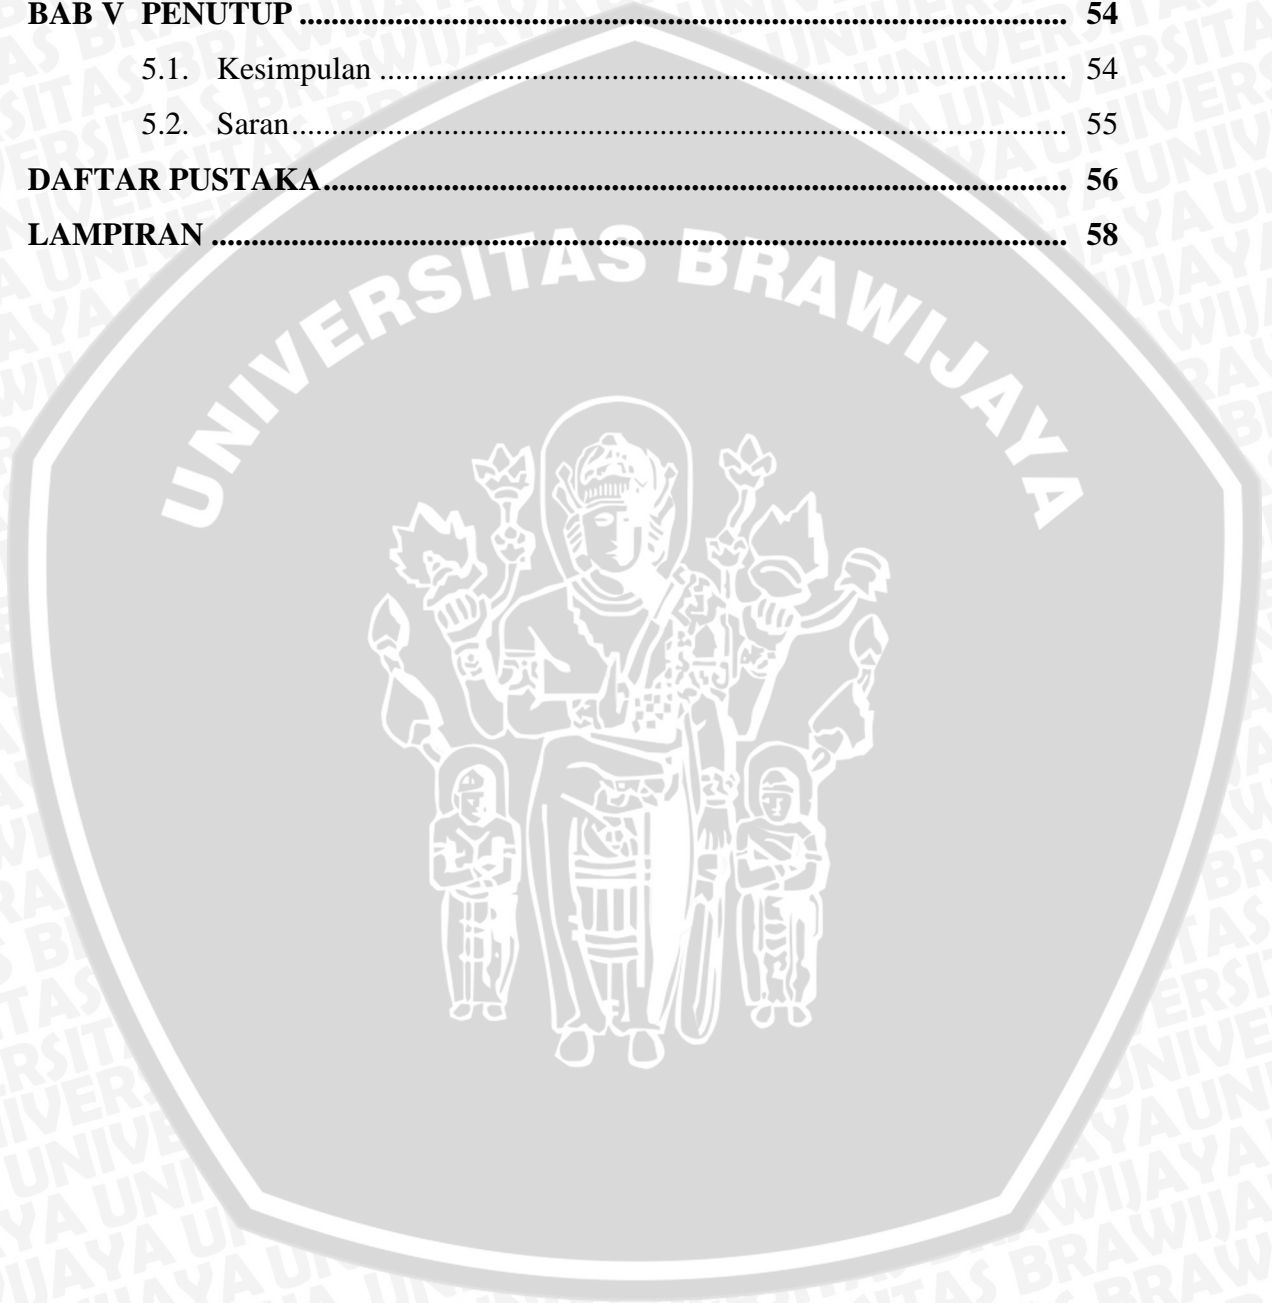 BAB V PENUTUP ........................................................................................ 54
5.1. Kesimpulan ........................................................................................ 54
5.2. Saran........................................................................................ 55
DAFTAR PUSTAKA........................................................................................ 56
LAMPIRAN ........................................................................................ 58
UNIVERSITAS BRAWIJAYA